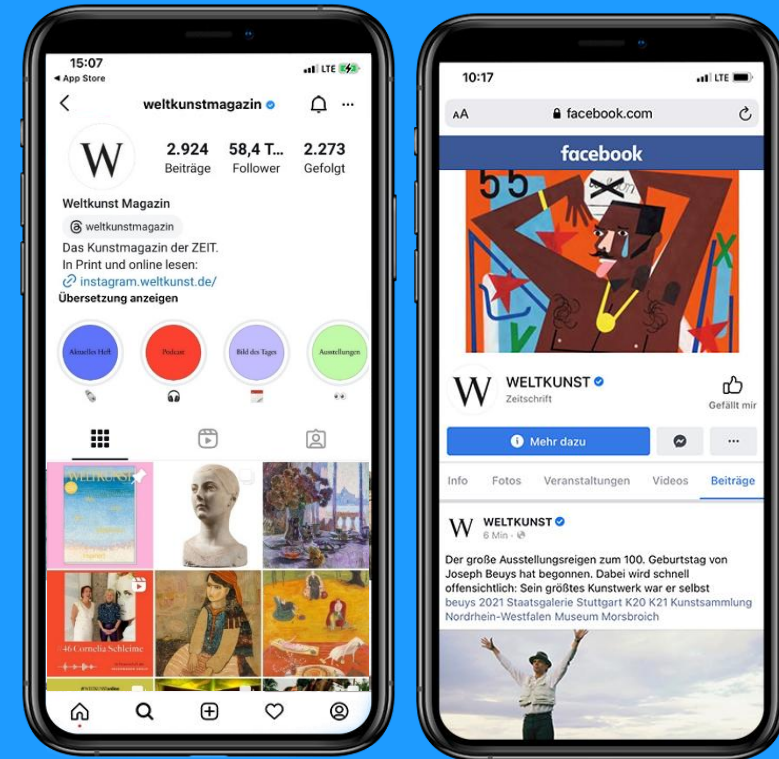 15:07
App Store
LTE
weltkunstmagazin
W
2.924
58,4 T...
2.273
Beiträge
Follower
Gefolgt
Weltkunst Magazin
weltkunstmagazin
Das Kunstmagazin der ZEIT.
In Print und online lesen:
instagram.weltkunst.de/
Übersetzung anzeigen
Aktuelles Heft
Podcast
Bild des Tages
Ausstellungen
WELTKUNST
#46 Cornelia Schleime
10:17
LTE
AA
facebook.com
facebook
55
W
WELTKUNST
Zeitschrift
Gefällt mir
Mehr dazu
Info
Fotos
Veranstaltungen
Videos
Beiträge
W
WELTKUNST
6 Min ·
Der große Ausstellungsreigen zum 100. Geburtstag von
Joseph Beuys hat begonnen. Dabei wird schnell
offensichtlich: Sein größtes Kunstwerk war er selbst
beuys 2021 Staatsgalerie Stuttgart K20 K21 Kunstsammlung
Nordrhein-Westfalen Museum Morsbroich